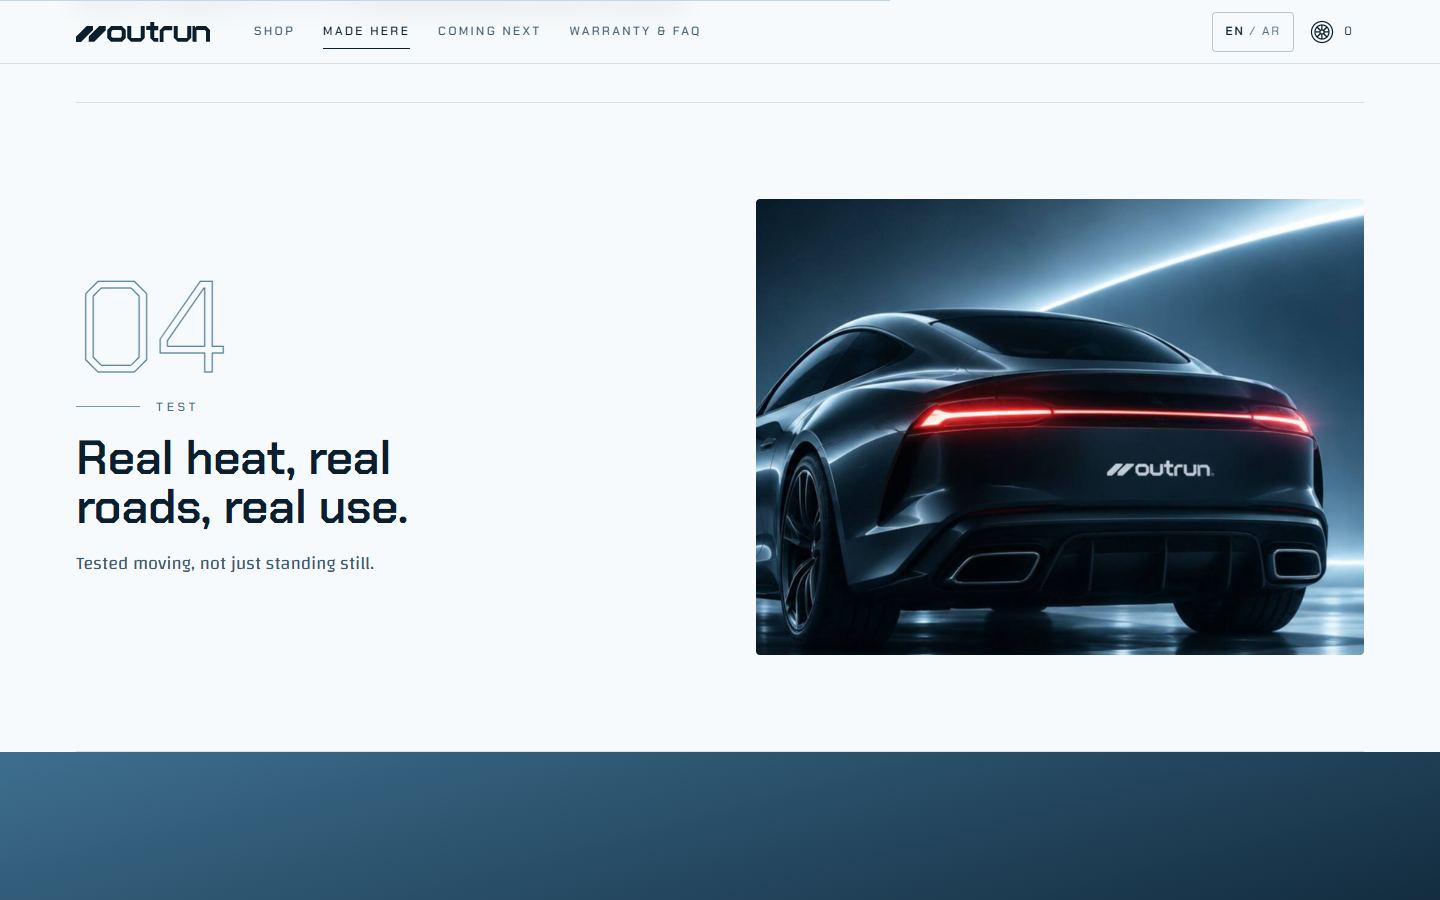 outrun
SHOP
MADE HERE
COMING NEXT
WARRANTY & FAQ
EN / AR
0
04
TEST
Real heat, real
roads, real use.
Tested moving, not just standing still.
outrun